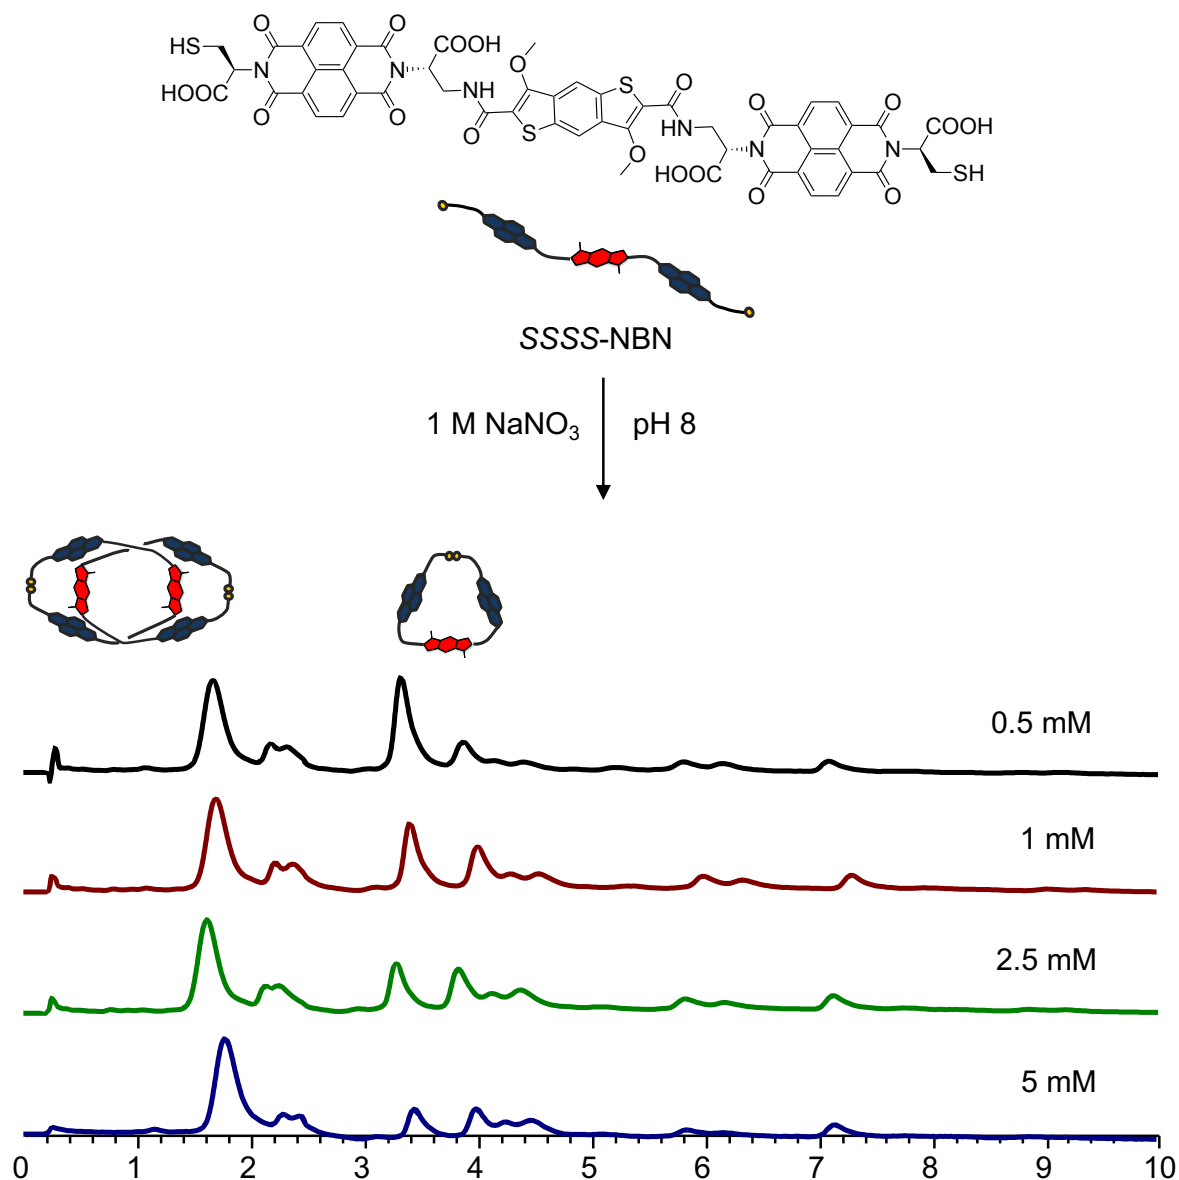 O O
HS COOH
N N O
HOOC NH S O
O O O S HN O O COOH
O N N
HOOC SH
O O
SSSS-NBN
1 M NaNO3 pH 8
0.5 mM
1 mM
2.5 mM
5 mM
0 1 2 3 4 5 6 7 8 9 10